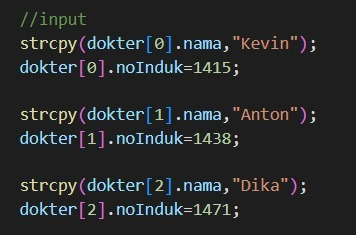 //input
strcpy(dokter[0].nama,"Kevin");
dokter[0].noInduk=1415;
strcpy(dokter[1].nama,"Anton");
dokter[1].noInduk=1438;
strcpy(dokter[2].nama,"Dika");
dokter[2].noInduk=1471;